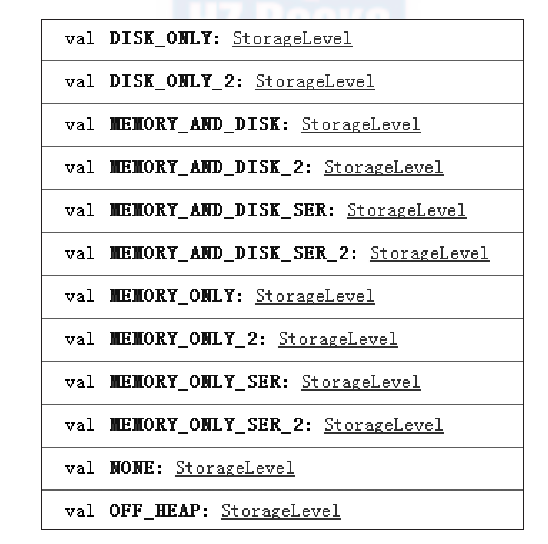 val DISK_ONLY: StorageLevel
val DISK_ONLY_2: StorageLevel
val MEMORY_AND_DISK: StorageLevel
val MEMORY_AND_DISK_2: StorageLevel
val MEMORY_AND_DISK_SER: StorageLevel
val MEMORY_AND_DISK_SER_2: StorageLevel
val MEMORY_ONLY: StorageLevel
val MEMORY_ONLY_2: StorageLevel
val MEMORY_ONLY_SER: StorageLevel
val MEMORY_ONLY_SER_2: StorageLevel
val NONE: StorageLevel
val OFF_HEAP: StorageLevel